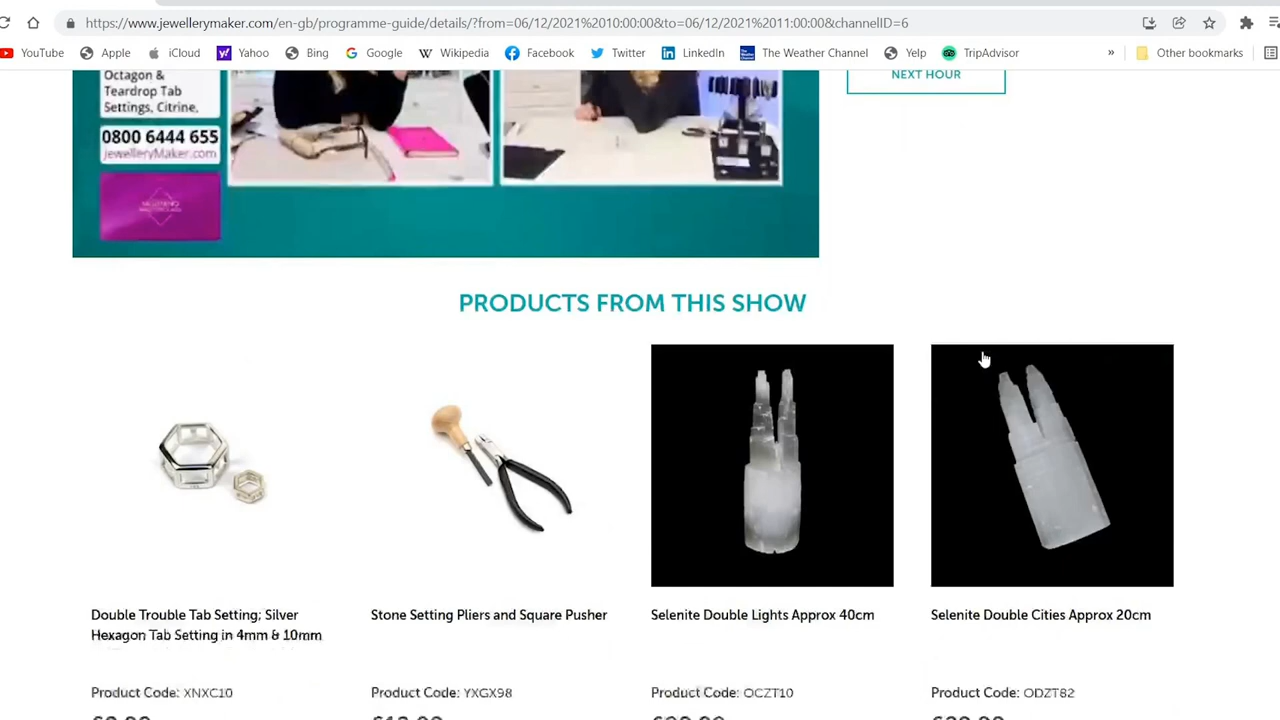 https://www.jewellerymaker.com/en-gb/programme-guide/details/?from=06/12/2021%2010:00:00&to=06/12/2021%2011:00:00&channelID=6
YouTube Apple iCloud Yahoo Bing Google Wikipedia Facebook Twitter LinkedIn The Weather Channel Yelp TripAdvisor » Other bookmarks
Octagon &
Teardrop Tab
Settings, Citrine,
0800 6444 655
jewelleryMaker.com
NEXT HOUR
PRODUCTS FROM THIS SHOW
Double Trouble Tab Setting; Silver
Hexagon Tab Setting in 4mm & 10mm
Product Code: XNXC10
Stone Setting Pliers and Square Pusher
Product Code: YXGX98
Selenite Double Lights Approx 40cm
Product Code: OCZT10
Selenite Double Cities Approx 20cm
Product Code: ODZT82